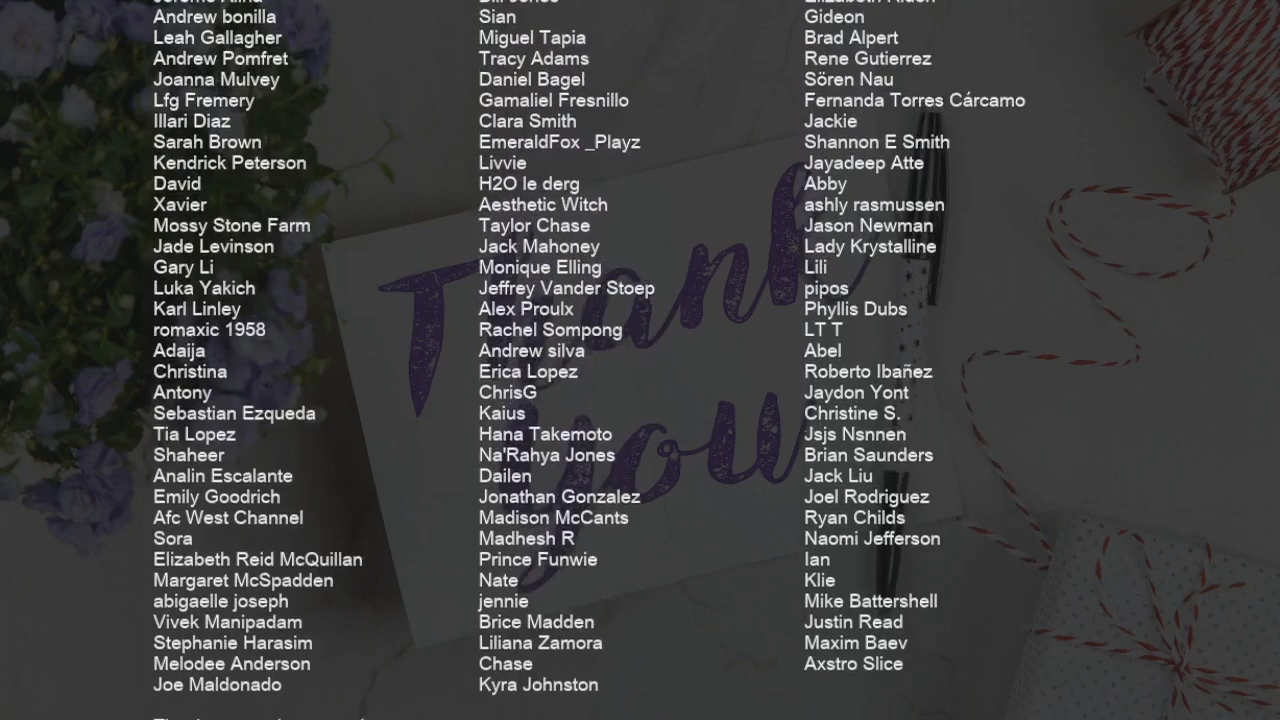 Andrew bonilla
Leah Gallagher
Andrew Pomfret
Joanna Mulvey
Lfg Fremery
Illari Diaz
Sarah Brown
Kendrick Peterson
David
Xavier
Mossy Stone Farm
Jade Levinson
Gary Li
Luka Yakich
Karl Linley
romaxic 1958
Adaija
Christina
Antony
Sebastian Ezqueda
Tia Lopez
Shaheer
Analin Escalante
Emily Goodrich
Afc West Channel
Sora
Elizabeth Reid McQuillan
Margaret McSpadden
abigaelle joseph
Vivek Manipadam
Stephanie Harasim
Melodee Anderson
Joe Maldonado
Sian
Miguel Tapia
Tracy Adams
Daniel Bagel
Gamaliel Fresnillo
Clara Smith
EmeraldFox _Playz
Livvie
H2O le derg
Aesthetic Witch
Taylor Chase
Jack Mahoney
Monique Elling
Jeffrey Vander Stoep
Alex Proulx
Rachel Sompong
Andrew silva
Erica Lopez
ChrisG
Kaius
Hana Takemoto
Na'Rahya Jones
Dailen
Jonathan Gonzalez
Madison McCants
Madhesh R
Prince Funwie
Nate
jennie
Brice Madden
Liliana Zamora
Chase
Kyra Johnston
Gideon
Brad Alpert
Rene Gutierrez
Sören Nau
Fernanda Torres Cárcamo
Jackie
Shannon E Smith
Jayadeep Atte
Abby
ashly rasmussen
Jason Newman
Lady Krystalline
Lili
pipos
Phyllis Dubs
LT T
Abel
Roberto Ibañez
Jaydon Yont
Christine S.
Jsjs Nsnnen
Brian Saunders
Jack Liu
Joel Rodriguez
Ryan Childs
Naomi Jefferson
Ian
Klie
Mike Battershell
Justin Read
Maxim Baev
Axstro Slice
Thank
you